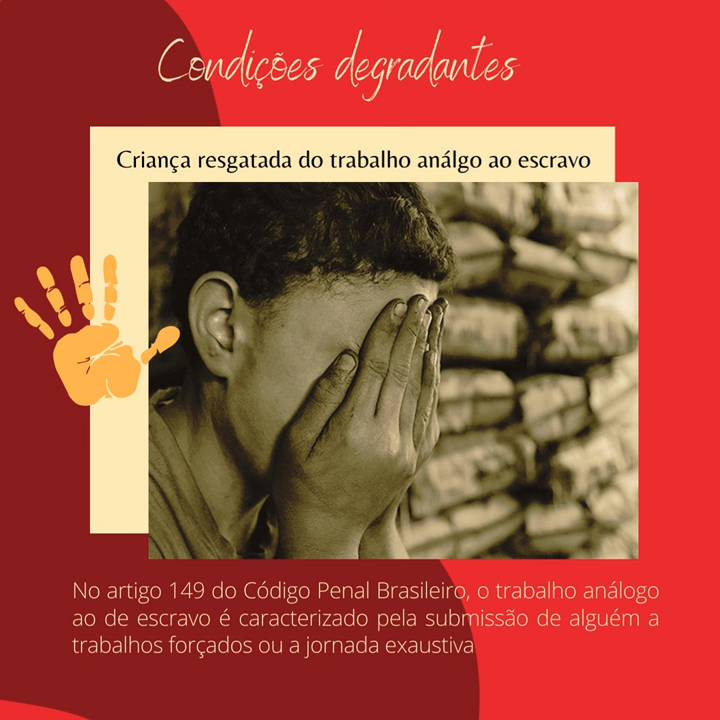 Condições degradantes
Criança resgatada do trabalho análgo ao escravo
No artigo 149 do Código Penal Brasileiro, o trabalho análogo
ao de escravo é caracterizado pela submissão de alguém a
trabalhos forçados ou a jornada exaustiva